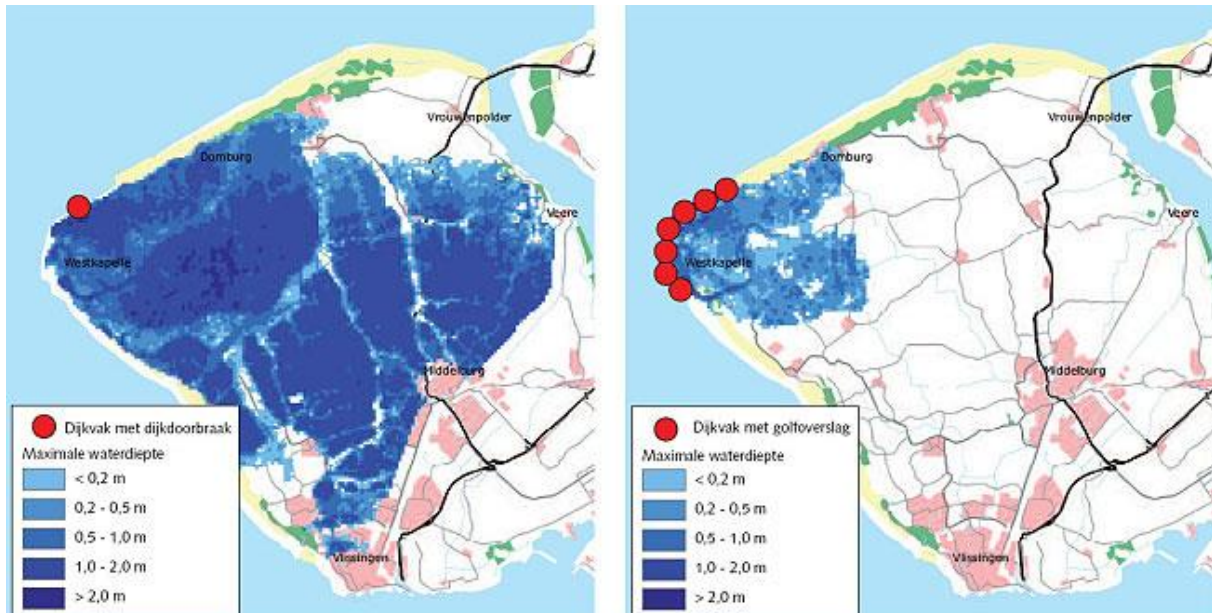 Vrouwenpolder
Domburg
Veere
Westkapelle
Middelburg
Vlissingen
Dijkvak met dijkdoorbraak
Maximale waterdiepte
< 0,2 m
0,2 - 0,5 m
0,5 - 1,0 m
1,0 - 2,0 m
> 2,0 m
Vrouwenpolder
Domburg
Veere
Westkapelle
Middelburg
Vlissingen
Dijkvak met golfoverslag
Maximale waterdiepte
< 0,2 m
0,2 - 0,5 m
0,5 - 1,0 m
1,0 - 2,0 m
> 2,0 m